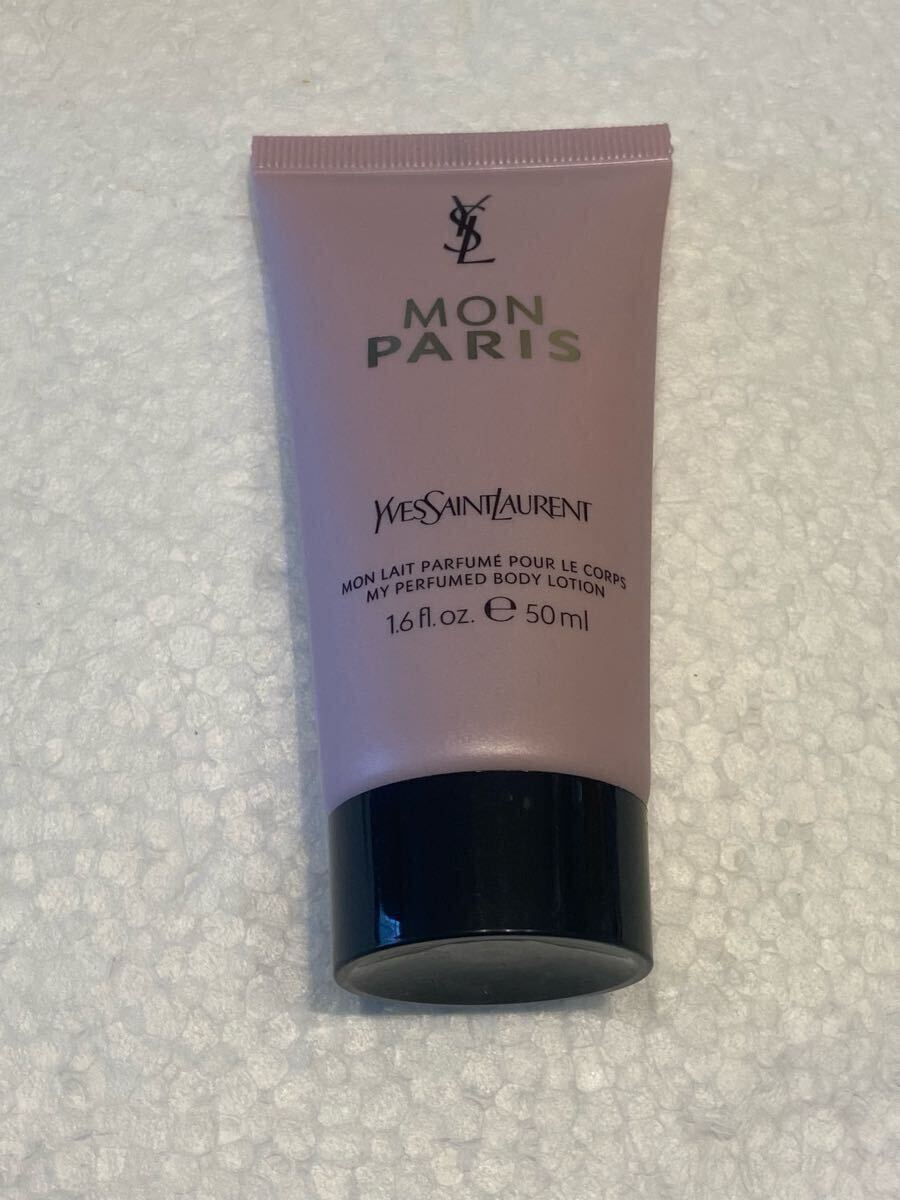 YSL
MON
PARIS
YVESSAINTLAURENT
MON LAIT PARFUMÉ POUR LE CORPS
MY PERFUMED BODY LOTION
1.6 fl. oz. ℮ 50 ml